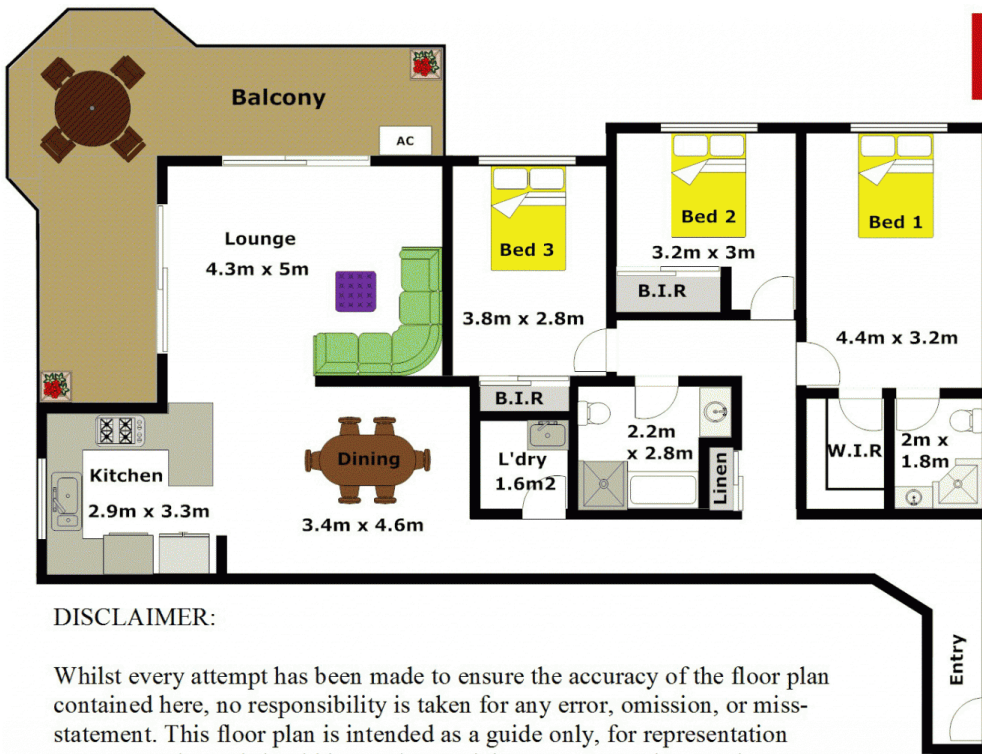 Balcony
AC
Lounge
4.3m x 5m
Bed 3
3.8m x 2.8m
Bed 2
3.2m x 3m
B.I.R
Bed 1
4.4m x 3.2m
B.I.R
Kitchen
2.9m x 3.3m
Dining
3.4m x 4.6m
L'dry
1.6m2
2.2m
x 2.8m
Linen
W.I.R
2m x
1.8m
Entry
DISCLAIMER:
Whilst every attempt has been made to ensure the accuracy of the floor plan
contained here, no responsibility is taken for any error, omission, or miss-
statement. This floor plan is intended as a guide only, for representation